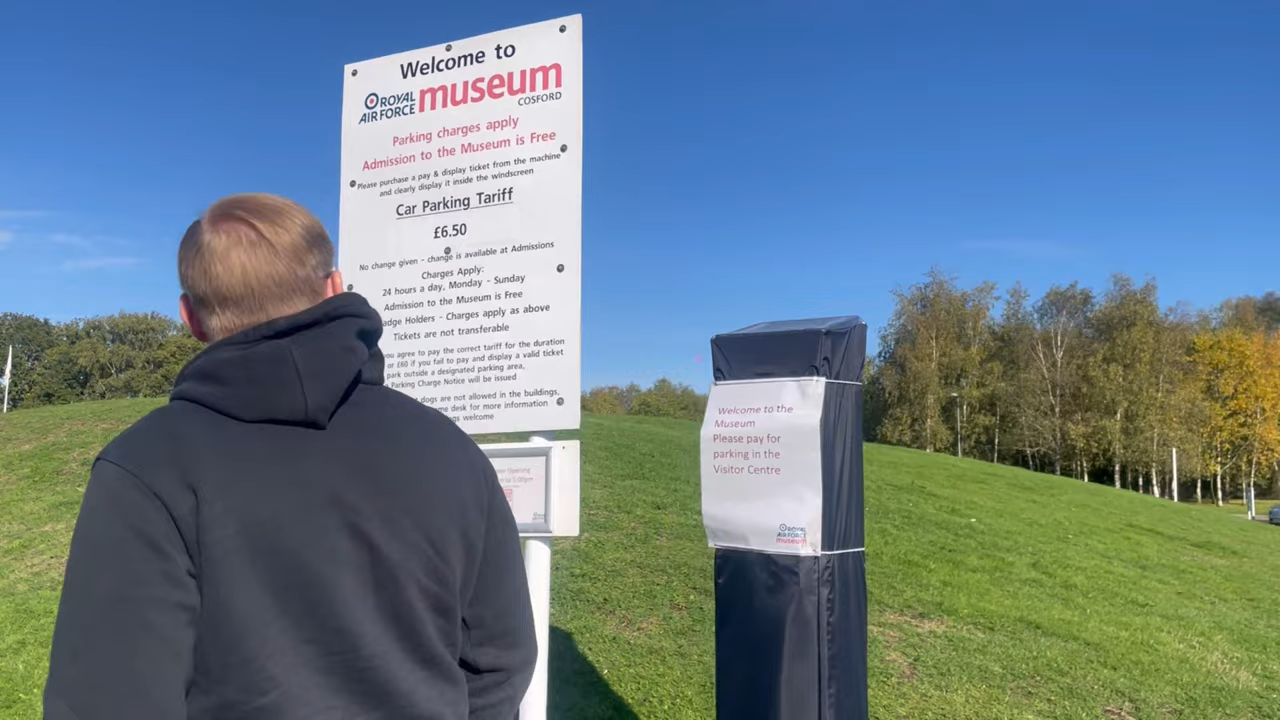 Welcome to
ROYAL
AIR FORCE
museum
COSFORD
Parking charges apply
Admission to the Museum is Free
Please purchase a pay & display ticket from the machine
and clearly display it inside the windscreen
Car Parking Tariff
£6.50
No change given - change is available at Admissions
Charges Apply:
24 hours a day, Monday - Sunday
Admission to the Museum is Free
Holders - Charges apply as above
Tickets are not transferable
you agree to pay the correct tariff for the duration
or £60 if you fail to pay and display a valid ticket
park outside a designated parking area,
Parking Charge Notice will be issued
dogs are not allowed in the buildings,
desk for more information
welcome
Opening
to 5:00pm
Welcome to the
Museum
Please pay for
parking in the
Visitor Centre
ROYAL
AIR FORCE
museum